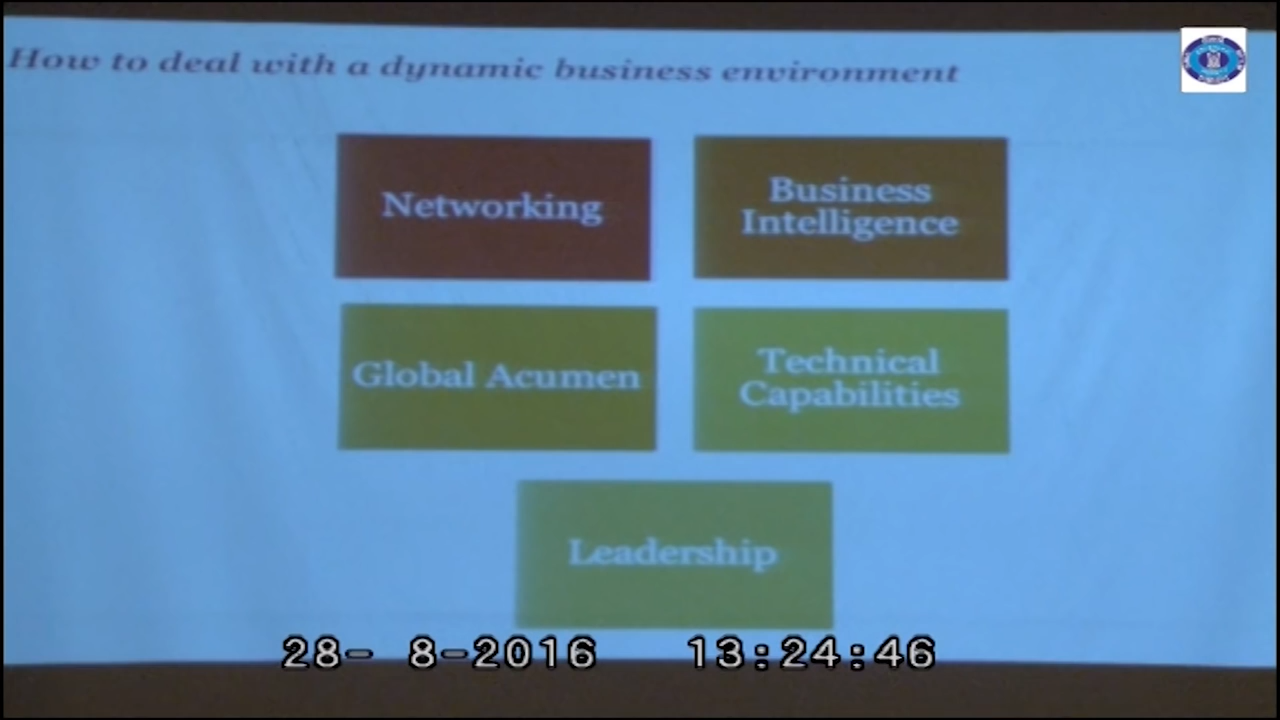 How to deal with a dynamic business environment
Networking
Business
Intelligence
Global Acumen
Technical
Capabilities
Leadership
28- 8-2016 13:24:46